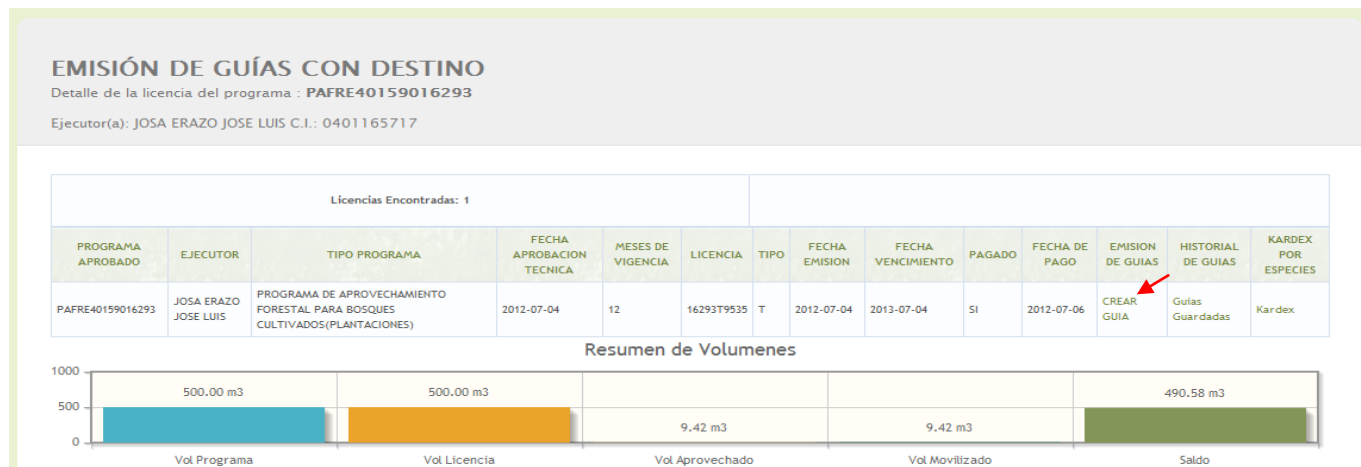 EMISIÓN DE GUÍAS CON DESTINO
Detalle de la licencia del programa : PAFRE40159016293
Ejecutor(a): JOSA ERAZO JOSE LUIS C.I.: 0401165717
Licencias Encontradas: 1
PROGRAMA APROBADO EJECUTOR TIPO PROGRAMA FECHA APROBACION TECNICA MESES DE VIGENCIA LICENCIA TIPO FECHA EMISION FECHA VENCIMIENTO PAGADO FECHA DE PAGO EMISION DE GUIAS HISTORIAL DE GUIAS KARDEX POR ESPECIES
PAFRE40159016293 JOSA ERAZO JOSE LUIS PROGRAMA DE APROVECHAMIENTO FORESTAL PARA BOSQUES CULTIVADOS(PLANTACIONES) 2012-07-04 12 16293T9535 T 2012-07-04 2013-07-04 SI 2012-07-06 CREAR GUIA Guias Guardadas Kardex
Resumen de Volumenes
1000
500.00 m3 500.00 m3 490.58 m3
500
9.42 m3 9.42 m3
0
Vol Programa Vol Licencia Vol Aprovechado Vol Movilizado Saldo